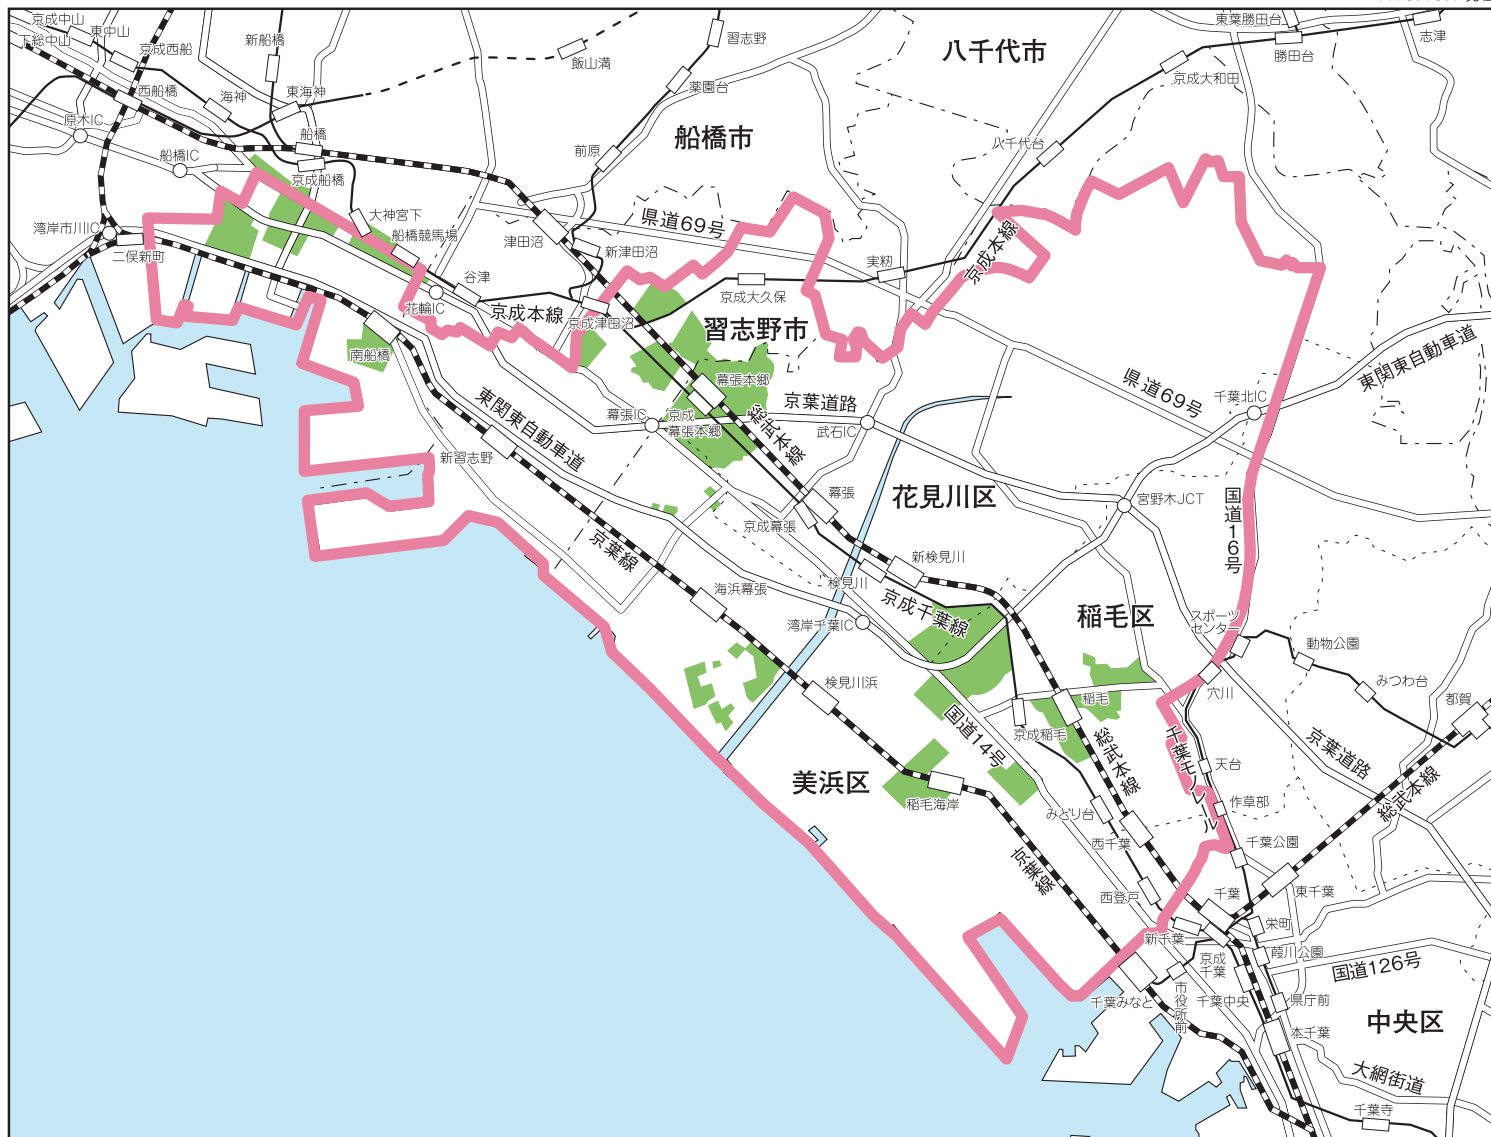 京成中山
下総中山
東中山
京成西船
新船橋
習志野
飯山満
八千代市
東葉勝田台
志津
勝田台
京成大和田
西船橋
海神
東海神
薬園台
原木IC
船橋
船橋市
八千代台
船橋IC
前原
京成船橋
湾岸市川IC
大神宮下
県道69号
二俣新町
船橋競馬場
津田沼
新津田沼
実籾
京成本線
谷津
花輪IC
京成本線
京成大久保
京成津田沼
習志野市
南船橋
東関東自動車道
幕張本郷
京葉道路
県道69号
千葉北IC
東関東自動車道
幕張IC
京成
幕張本郷
総武本線
武石IC
新習志野
幕張
花見川区
宮野木JCT
国道16号
京成幕張
京葉線
新検見川
検見川
海浜幕張
京成千葉線
湾岸千葉IC
稲毛区
スポーツ
センター
動物公園
検見川浜
みつわ台
穴川
都賀
稲毛
京成稲毛
国道14号
総武本線
千葉モノレール
天台
京葉道路
総武本線
美浜区
稲毛海岸
みどり台
作草部
西千葉
千葉公園
京葉線
西登戸
千葉
東千葉
栄町
新千葉
葭川公園
京成
千葉
国道126号
千葉みなと
市役所前
千葉中央
県庁前
中央区
本千葉
大網街道
千葉寺